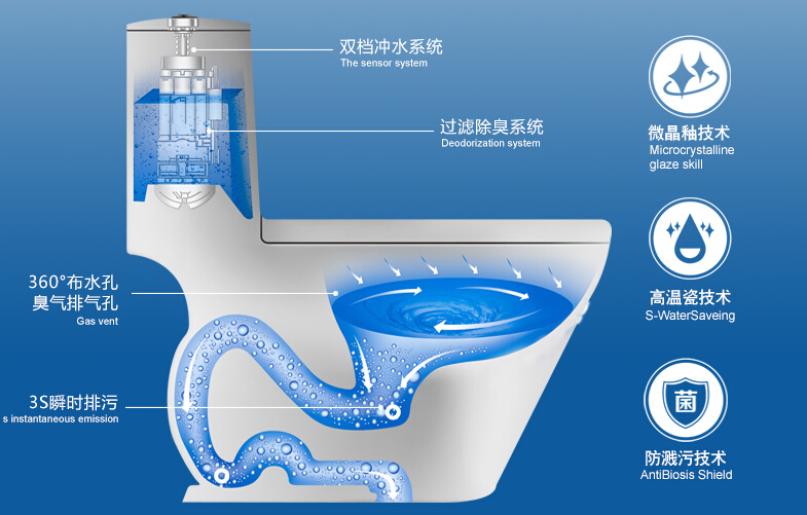 双档冲水系统
The sensor system
过滤除臭系统
Deodorization system
360°布水孔
臭气排气孔
Gas vent
3S瞬时排污
s instantaneous emission
微晶釉技术
Microcrystalline
glaze skill
高温瓷技术
S-WaterSaveing
菌
防溅污技术
AntiBiosis Shield